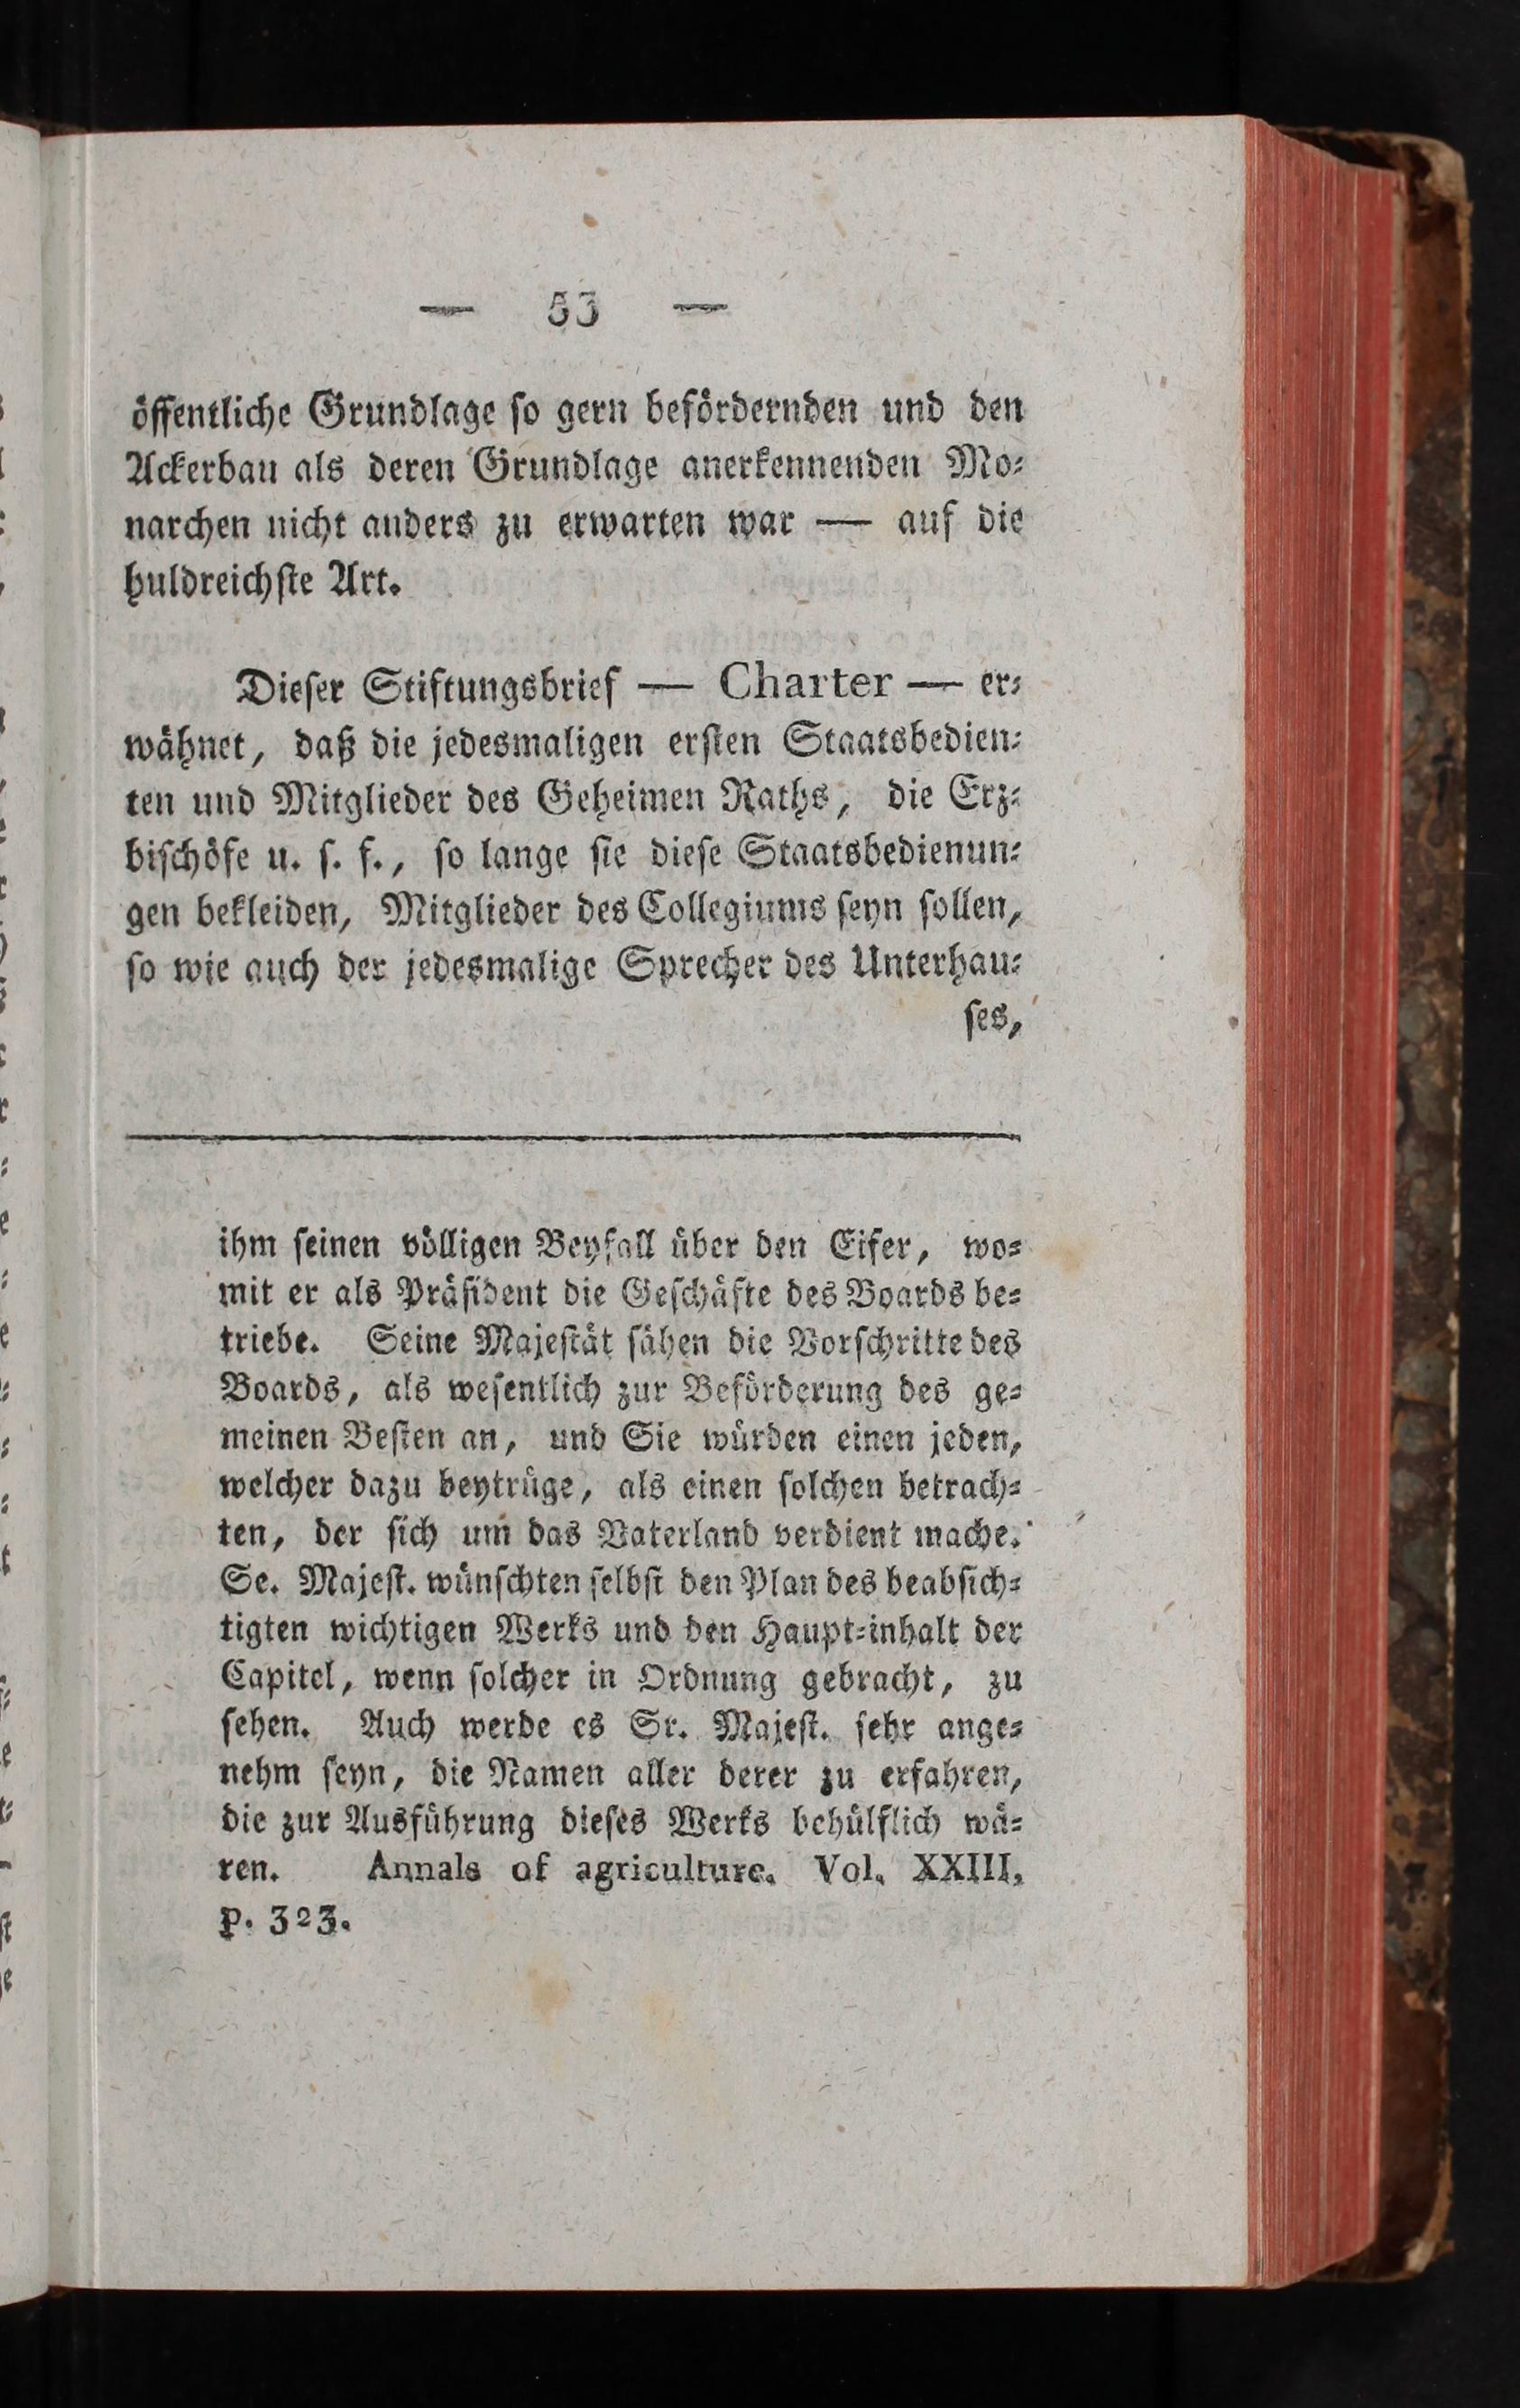 — 53 —
öffentliche Grundlage ſo gern befördernden und den
Ackerbau als deren Grundlage anerkennenden Mo⸗
narchen nicht anders zu erwarten war — auf die
huldreichſte Art.
Dieſer Stiftungsbrief — Charter — er⸗
wähnet, daß die jedesmaligen erſten Staatsbedien⸗
ten und Mitglieder des Geheimen Raths, die Erz⸗
biſchöfe u. ſ. f., ſo lange ſie dieſe Staatsbedienun⸗
gen bekleiden, Mitglieder des Collegiums ſeyn ſollen,
ſo wie auch der jedesmalige Sprecher des Unterhau⸗
ſes,
ihm ſeinen völligen Beyfall über den Eifer, wo⸗
mit er als Präſident die Geſchäfte des Boards be⸗
triebe. Seine Majeſtät ſähen die Vorſchritte des
Boards, als weſentlich zur Beförderung des ge⸗
meinen Beſten an, und Sie würden einen jeden,
welcher dazu beytrüge, als einen ſolchen betrach⸗
ten, der ſich um das Vaterland verdient mache.
Se. Majeſt. wünſchten ſelbſt den Plan des beabſich⸗
tigten wichtigen Werks und den Haupt⸗inhalt der
Capitel, wenn ſolcher in Ordnung gebracht, zu
ſehen. Auch werde es Sr. Majeſt. ſehr ange⸗
nehm ſeyn, die Namen aller derer zu erfahren,
die zur Ausführung dieſes Werks behülflich wä⸗
ren. Annals of agriculture. Vol. XXIII,
p. 323.